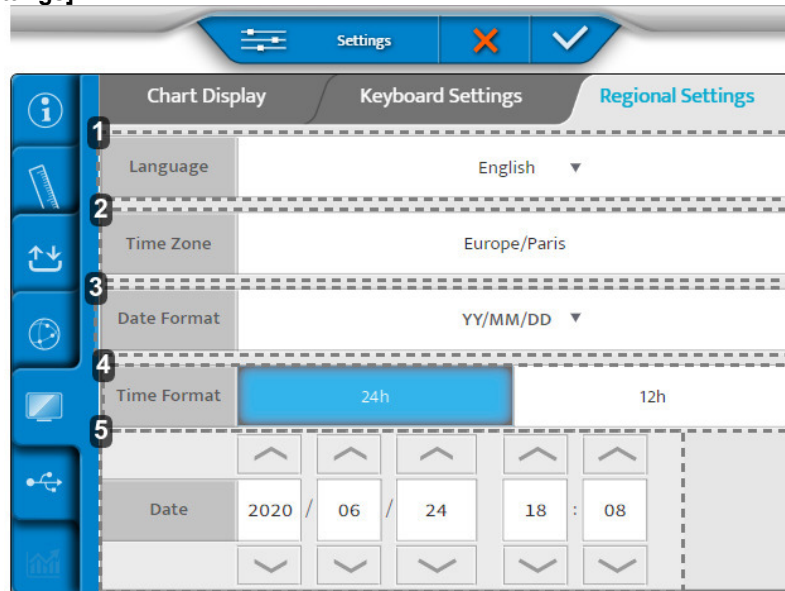 Settings
Chart Display Keyboard Settings Regional Settings
1
Language English
2
Time Zone Europe/Paris
3
Date Format YY/MM/DD
4
Time Format 24h 12h
5
Date 2020 / 06 / 24 18 : 08